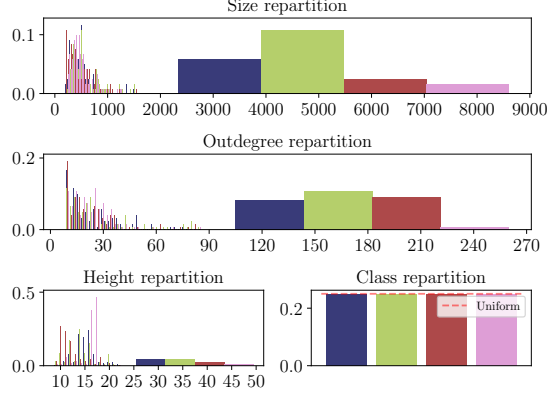 Size repartition
0.1
0.0
0 1000 2000 3000 4000 5000 6000 7000 8000 9000
Outdegree repartition
0.2
0.0
0 30 60 90 120 150 180 210 240 270
Height repartition
0.5
0.0
10 15 20 25 30 35 40 45 50
Class repartition
0.2
0.0
Uniform